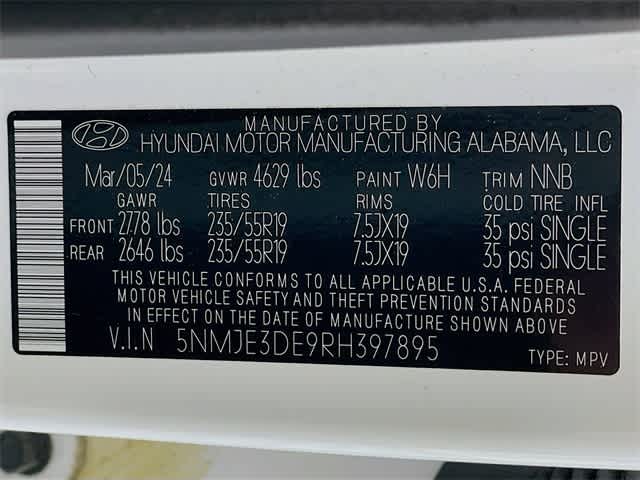 MANUFACTURED BY
HYUNDAI MOTOR MANUFACTURING ALABAMA, LLC
Mar/05/24 GVWR 4629 lbs PAINT W6H TRIM NNB
GAWR TIRES RIMS COLD TIRE INFL
FRONT 2778 lbs 235/55R19 7.5JX19 35 psi SINGLE
REAR 2646 lbs 235/55R19 7.5JX19 35 psi SINGLE
THIS VEHICLE CONFORMS TO ALL APPLICABLE U.S.A. FEDERAL
MOTOR VEHICLE SAFETY AND THEFT PREVENTION STANDARDS
IN EFFECT ON THE DATE OF MANUFACTURE SHOWN ABOVE
V.I.N 5NMJE3DE9RH397895 TYPE: MPV